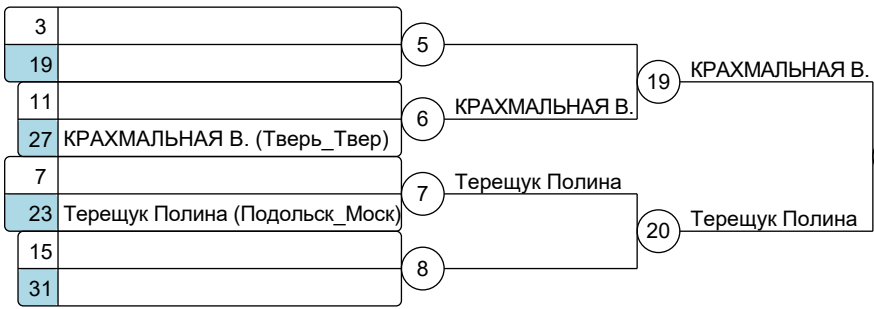 3
5
19
19 КРАХМАЛЬНАЯ В.
11
6 КРАХМАЛЬНАЯ В.
27 КРАХМАЛЬНАЯ В. (Тверь_Твер)
7
7 Терещук Полина
23 Терещук Полина (Подольск_Моск)
20 Терещук Полина
15
8
31